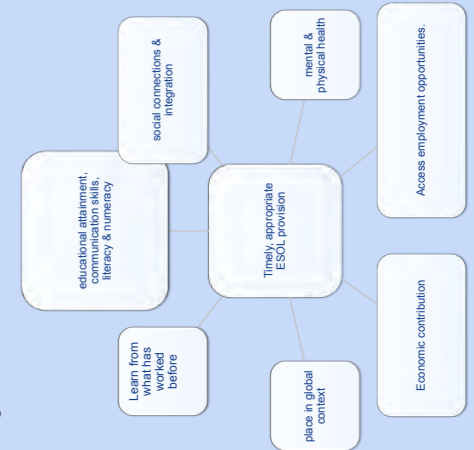 educational attainment,
communication skills,
literacy & numeracy
social connections &
integration
mental &
physical health
Access employment opportunities.
Economic contribution
place in global
context
Learn from
what has
worked
before
Timely, appropriate
ESOL provision